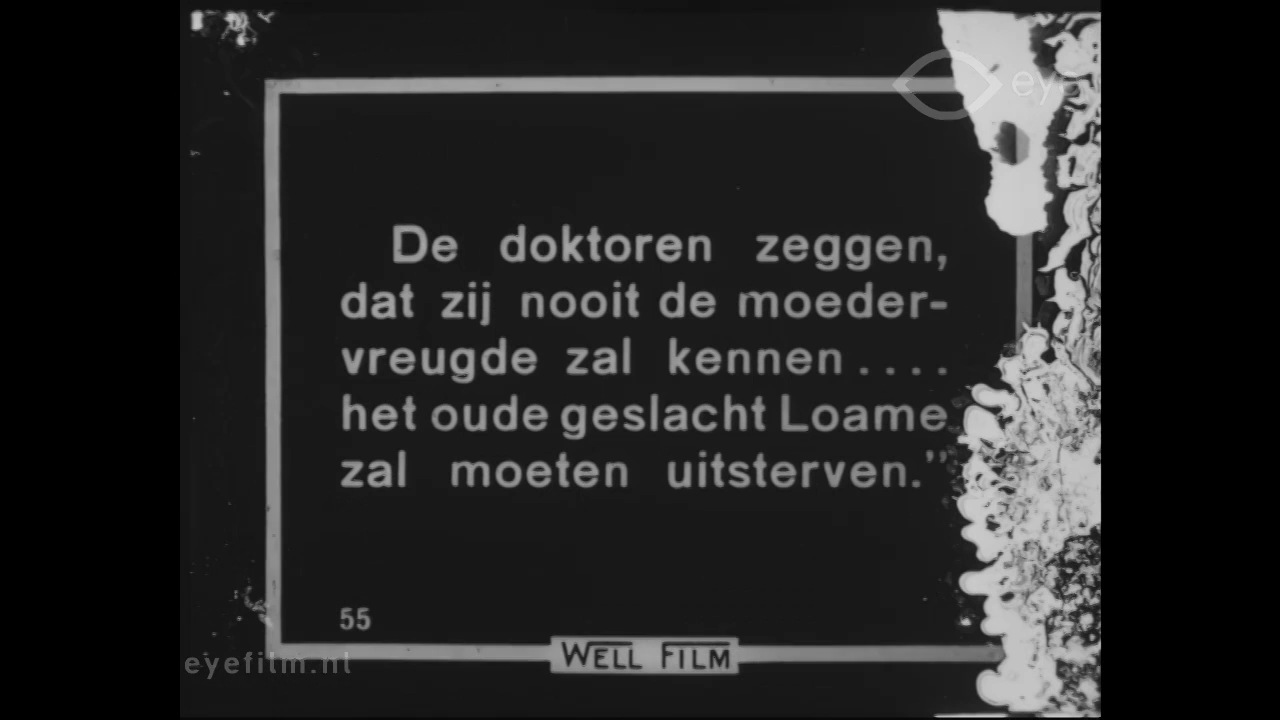 eye
De doktoren zeggen,
dat zij nooit de moeder-
vreugde zal kennen....
het oude geslacht Loame
zal moeten uitsterven.”
55
WELL FILM
eyefilm.nl